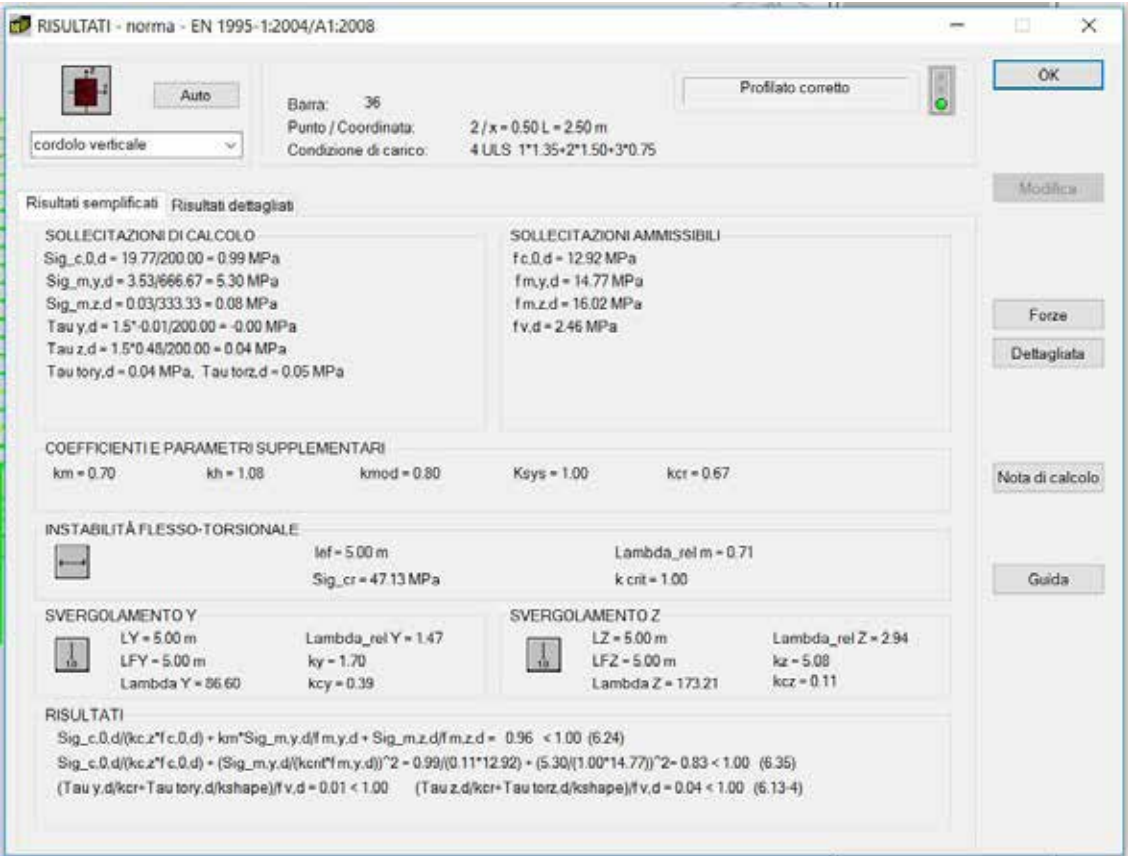 RISULTATI - norma - EN 1995-1:2004/A1:2008
Auto
cordolo verticale
Barra: 36
Punto / Coordinata: 2 / x = 0.50 L = 2.50 m
Condizione di carico: 4 ULS 1*1.35+2*1.50+3*0.75
Profilato corretto
OK
Modifica
Risultati semplificati Risultati dettagliati
SOLLECITAZIONI DI CALCOLO
Sig_c,0,d = 19.77/200.00 = 0.99 MPa
Sig_m,y,d = 3.53/666.67 = 5.30 MPa
Sig_m,z,d = 0.03/333.33 = 0.08 MPa
Tau y,d = 1.5*-0.01/200.00 = -0.00 MPa
Tau z,d = 1.5*0.48/200.00 = 0.04 MPa
Tau tory,d = 0.04 MPa, Tau torz,d = 0.05 MPa
SOLLECITAZIONI AMMISSIBILI
f c,0,d = 12.92 MPa
f m,y,d = 14.77 MPa
f m,z,d = 16.02 MPa
f v,d = 2.46 MPa
Forze
Dettagliata
COEFFICIENTI E PARAMETRI SUPPLEMENTARI
km = 0.70 kh = 1.08 kmod = 0.80 Ksys = 1.00 kcr = 0.67
Nota di calcolo
INSTABILITÀ FLESSO-TORSIONALE
lef = 5.00 m Lambda_rel m = 0.71
Sig_cr = 47.13 MPa k crit = 1.00
Guida
SVERGOLAMENTO Y
LY = 5.00 m Lambda_rel Y = 1.47
LFY = 5.00 m ky = 1.70
Lambda Y = 86.60 kcy = 0.39
SVERGOLAMENTO Z
LZ = 5.00 m Lambda_rel Z = 2.94
LFZ = 5.00 m kz = 5.08
Lambda Z = 173.21 kcz = 0.11
RISULTATI
Sig_c,0,d/(kc,z*f c,0,d) + km*Sig_m,y,d/f m,y,d + Sig_m,z,d/f m,z,d = 0.96 < 1.00 (6.24)
Sig_c,0,d/(kc,z*f c,0,d) + (Sig_m,y,d/(kcrit*f m,y,d))^2 = 0.99/(0.11*12.92) + (5.30/(1.00*14.77))^2= 0.83 < 1.00 (6.35)
(Tau y,d/kcr+Tau tory,d/kshape)/f v,d = 0.01 < 1.00 (Tau z,d/kcr+Tau torz,d/kshape)/f v,d = 0.04 < 1.00 (6.13-4)